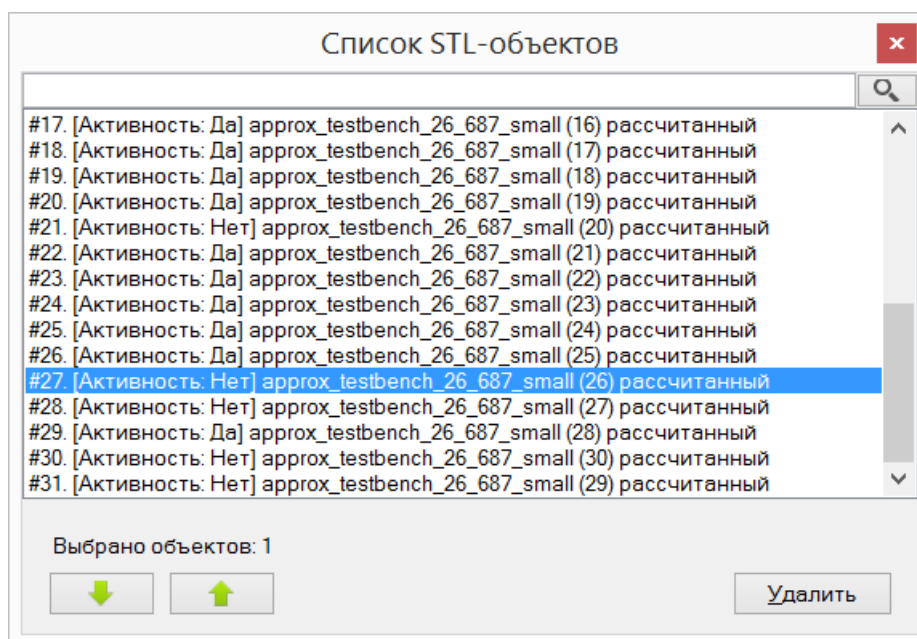 Список STL-объектов
#17. [Активность: Да] approx_testbench_26_687_small (16) рассчитанный
#18. [Активность: Да] approx_testbench_26_687_small (17) рассчитанный
#19. [Активность: Да] approx_testbench_26_687_small (18) рассчитанный
#20. [Активность: Да] approx_testbench_26_687_small (19) рассчитанный
#21. [Активность: Нет] approx_testbench_26_687_small (20) рассчитанный
#22. [Активность: Да] approx_testbench_26_687_small (21) рассчитанный
#23. [Активность: Да] approx_testbench_26_687_small (22) рассчитанный
#24. [Активность: Да] approx_testbench_26_687_small (23) рассчитанный
#25. [Активность: Да] approx_testbench_26_687_small (24) рассчитанный
#26. [Активность: Да] approx_testbench_26_687_small (25) рассчитанный
#27. [Активность: Нет] approx_testbench_26_687_small (26) рассчитанный
#28. [Активность: Нет] approx_testbench_26_687_small (27) рассчитанный
#29. [Активность: Да] approx_testbench_26_687_small (28) рассчитанный
#30. [Активность: Нет] approx_testbench_26_687_small (30) рассчитанный
#31. [Активность: Нет] approx_testbench_26_687_small (29) рассчитанный
Выбрано объектов: 1
Удалить